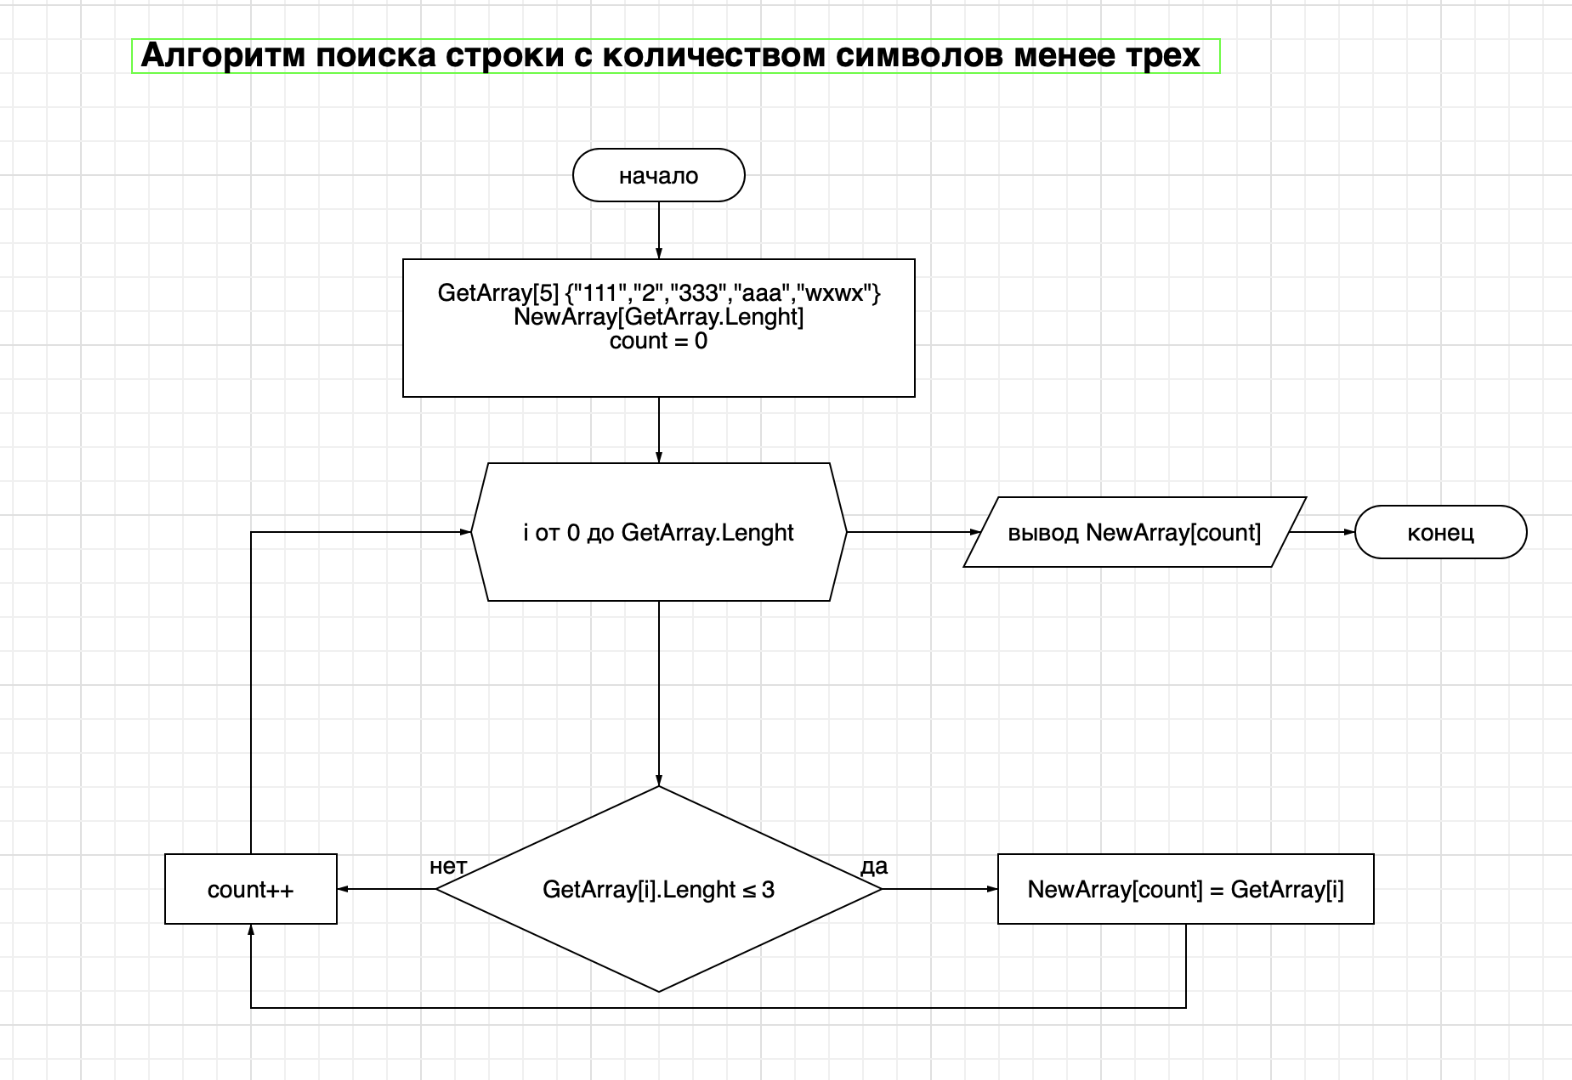 Алгоритм поиска строки с количеством символов менее трех
начало
GetArray[5] {"111","2","333","aaa","wxwx"}
NewArray[GetArray.Lenght]
count = 0
i от 0 до GetArray.Lenght
вывод NewArray[count]
конец
нет
да
count++
GetArray[i].Lenght ≤ 3
NewArray[count] = GetArray[i]